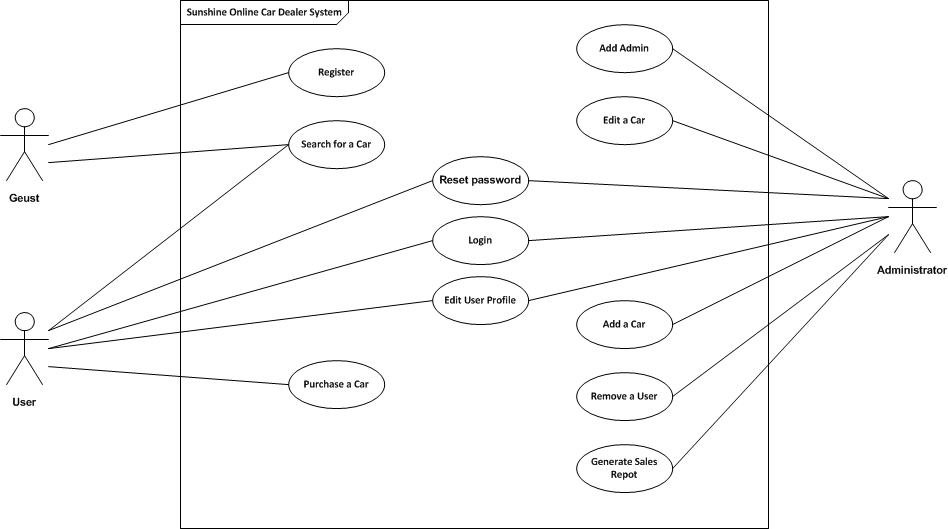 Sunshine Online Car Dealer System
Add Admin
Register
Edit a Car
Search for a Car
Reset password
Geust
Login
Administrator
Edit User Profile
Add a Car
Purchase a Car
User
Remove a User
Generate Sales
Repot